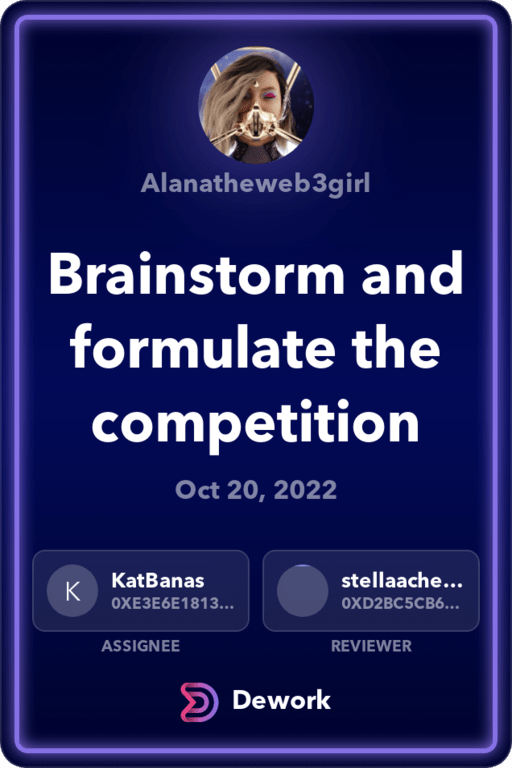 Alanatheweb3girl
Brainstorm and
formulate the
competition
Oct 20, 2022
K
KatBanas
0XE3E6E1813...
ASSIGNEE
stellaache...
0XD2BC5CB6...
REVIEWER
Dework